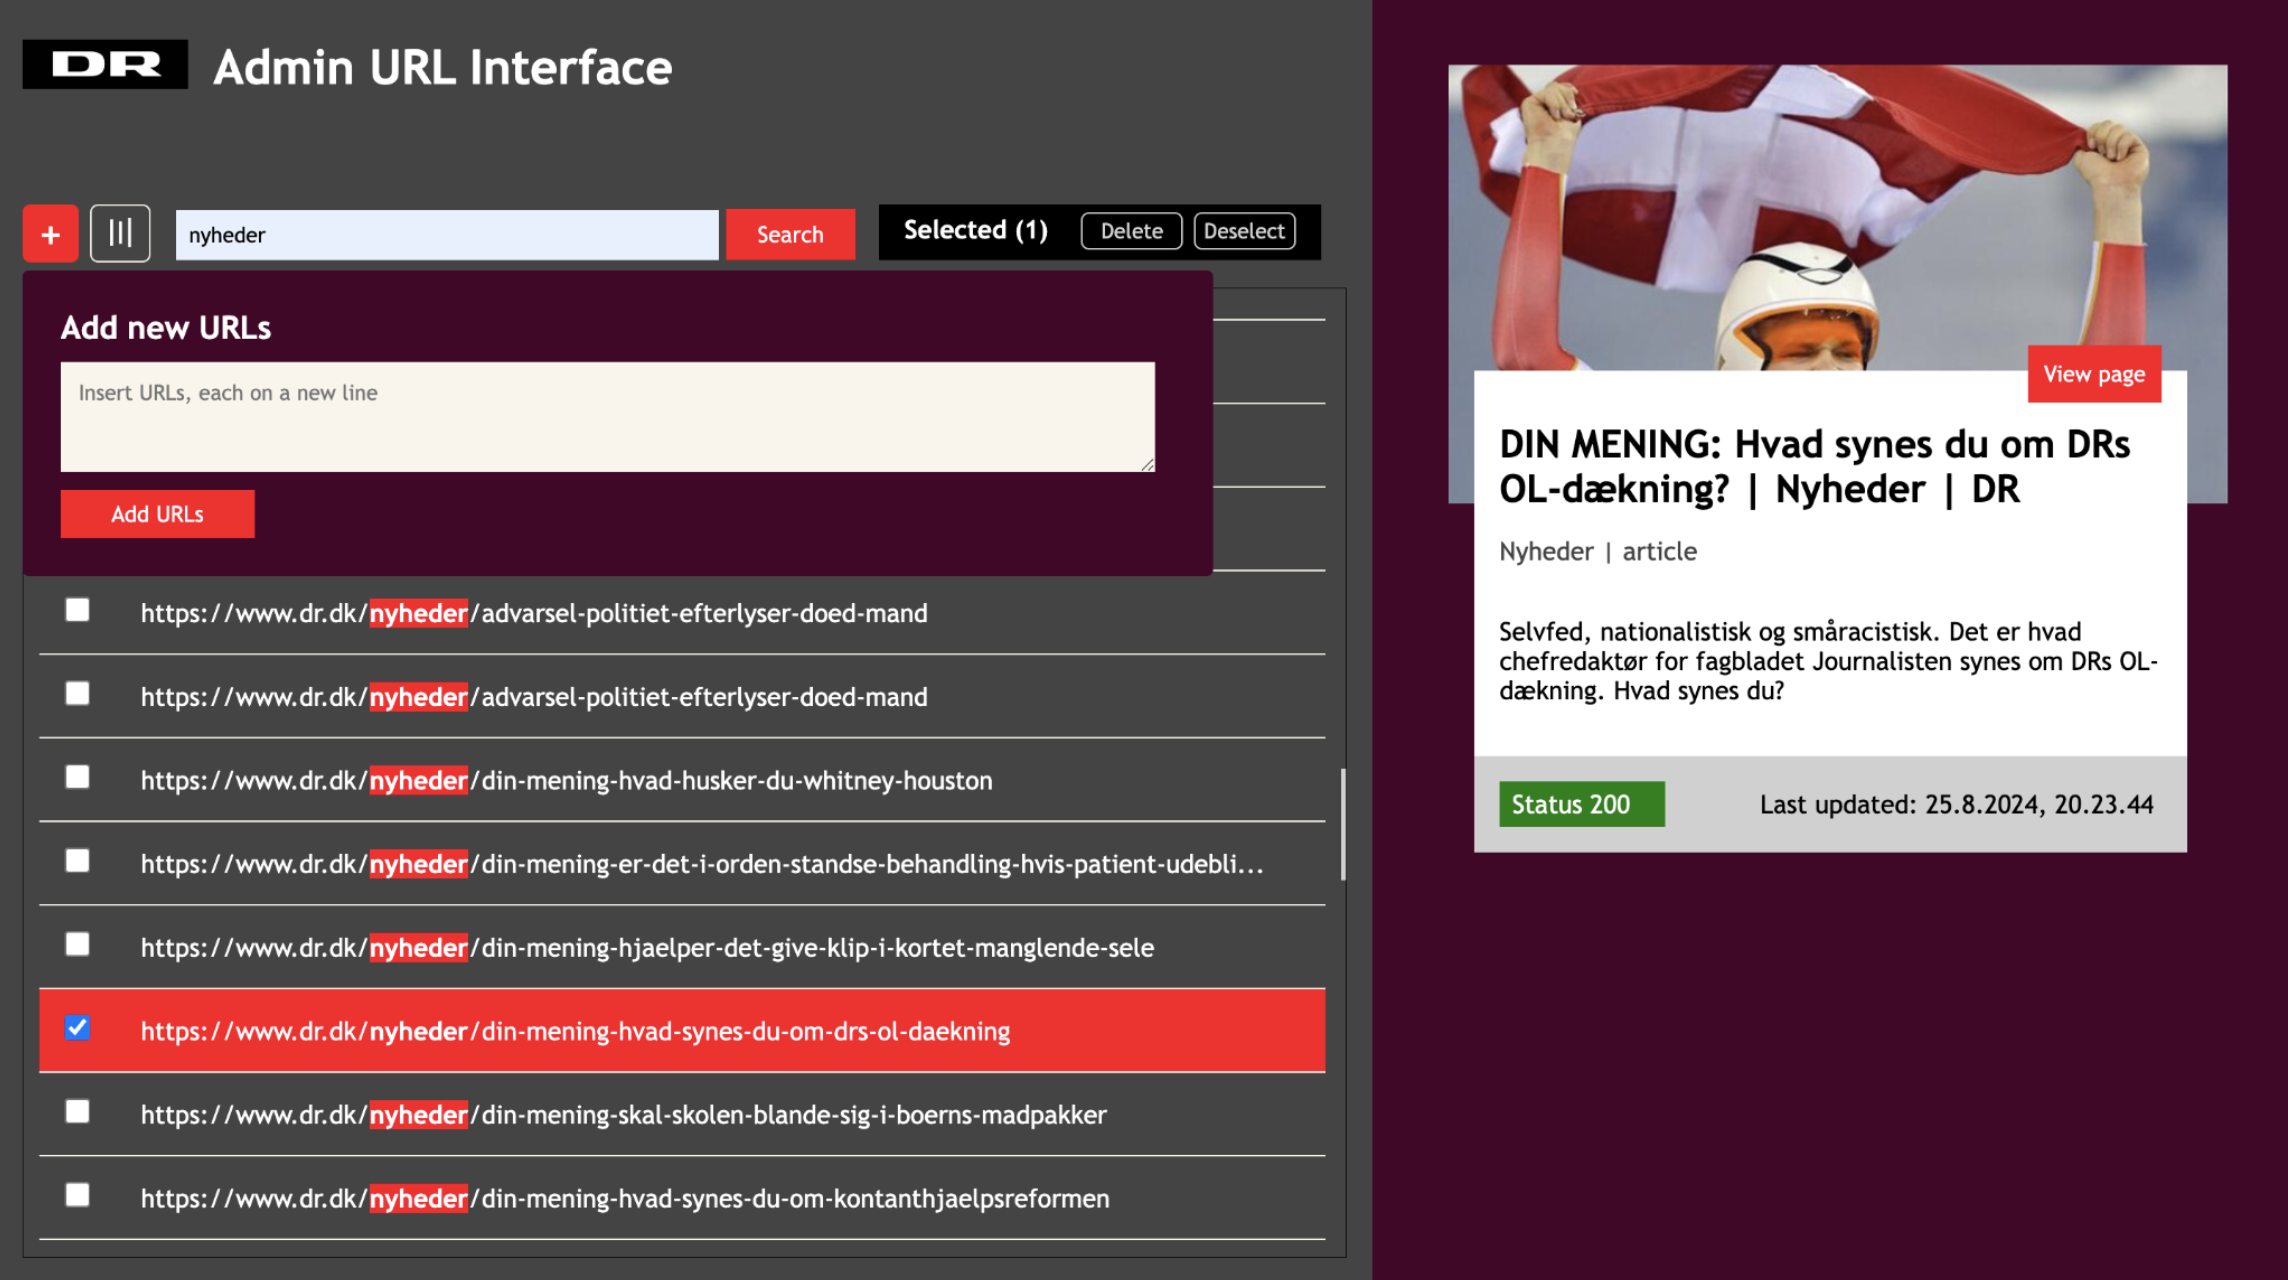 DR Admin URL Interface
+ nyheder Search Selected (1) Delete Deselect
Add new URLs
Insert URLs, each on a new line
Add URLs
https://www.dr.dk/nyheder/advarsel-politiet-efterlyser-doed-mand
https://www.dr.dk/nyheder/advarsel-politiet-efterlyser-doed-mand
https://www.dr.dk/nyheder/din-mening-hvad-husker-du-whitney-houston
https://www.dr.dk/nyheder/din-mening-er-det-i-orden-standse-behandling-hvis-patient-udebli...
https://www.dr.dk/nyheder/din-mening-hjaelper-det-give-klip-i-kortet-manglende-sele
https://www.dr.dk/nyheder/din-mening-hvad-synes-du-om-drs-ol-daekning
https://www.dr.dk/nyheder/din-mening-skal-skolen-blande-sig-i-boerns-madpakker
https://www.dr.dk/nyheder/din-mening-hvad-synes-du-om-kontanthjaelpsreformen
View page
DIN MENING: Hvad synes du om DRs
OL-dækning? | Nyheder | DR
Nyheder | article
Selvfed, nationalistisk og småracistisk. Det er hvad
chefredaktør for fagbladet Journalisten synes om DRs OL-
dækning. Hvad synes du?
Status 200 Last updated: 25.8.2024, 20.23.44